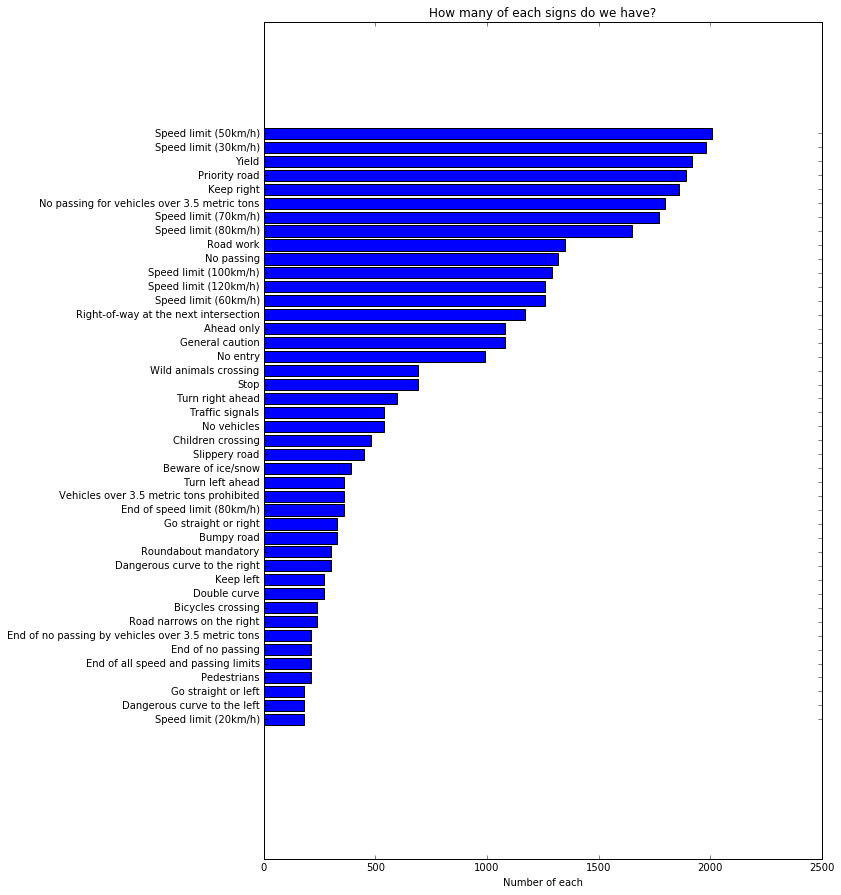 How many of each signs do we have?
Speed limit (50km/h)
Speed limit (30km/h)
Yield
Priority road
Keep right
No passing for vehicles over 3.5 metric tons
Speed limit (70km/h)
Speed limit (80km/h)
Road work
No passing
Speed limit (100km/h)
Speed limit (120km/h)
Speed limit (60km/h)
Right-of-way at the next intersection
Ahead only
General caution
No entry
Wild animals crossing
Stop
Turn right ahead
Traffic signals
No vehicles
Children crossing
Slippery road
Beware of ice/snow
Turn left ahead
Vehicles over 3.5 metric tons prohibited
End of speed limit (80km/h)
Go straight or right
Bumpy road
Roundabout mandatory
Dangerous curve to the right
Keep left
Double curve
Bicycles crossing
Road narrows on the right
End of no passing by vehicles over 3.5 metric tons
End of no passing
End of all speed and passing limits
Pedestrians
Go straight or left
Dangerous curve to the left
Speed limit (20km/h)
0 500 1000 1500 2000 2500
Number of each